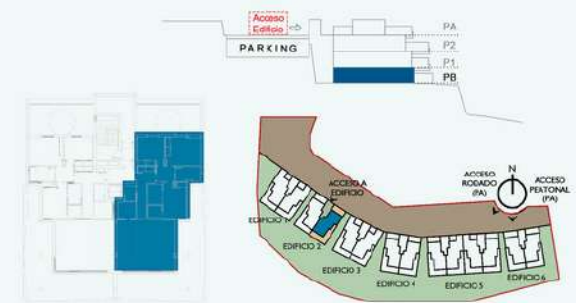 Acceso
Edificio
PARKING
PA
P2
P1
PB
N
ACCESO
RODADO
(PA)
ACCESO
PEATONAL
(PA)
ACCESO A
EDIFICIO
EDIFICIO 1
EDIFICIO 2
EDIFICIO 3
EDIFICIO 4
EDIFICIO 5
EDIFICIO 6